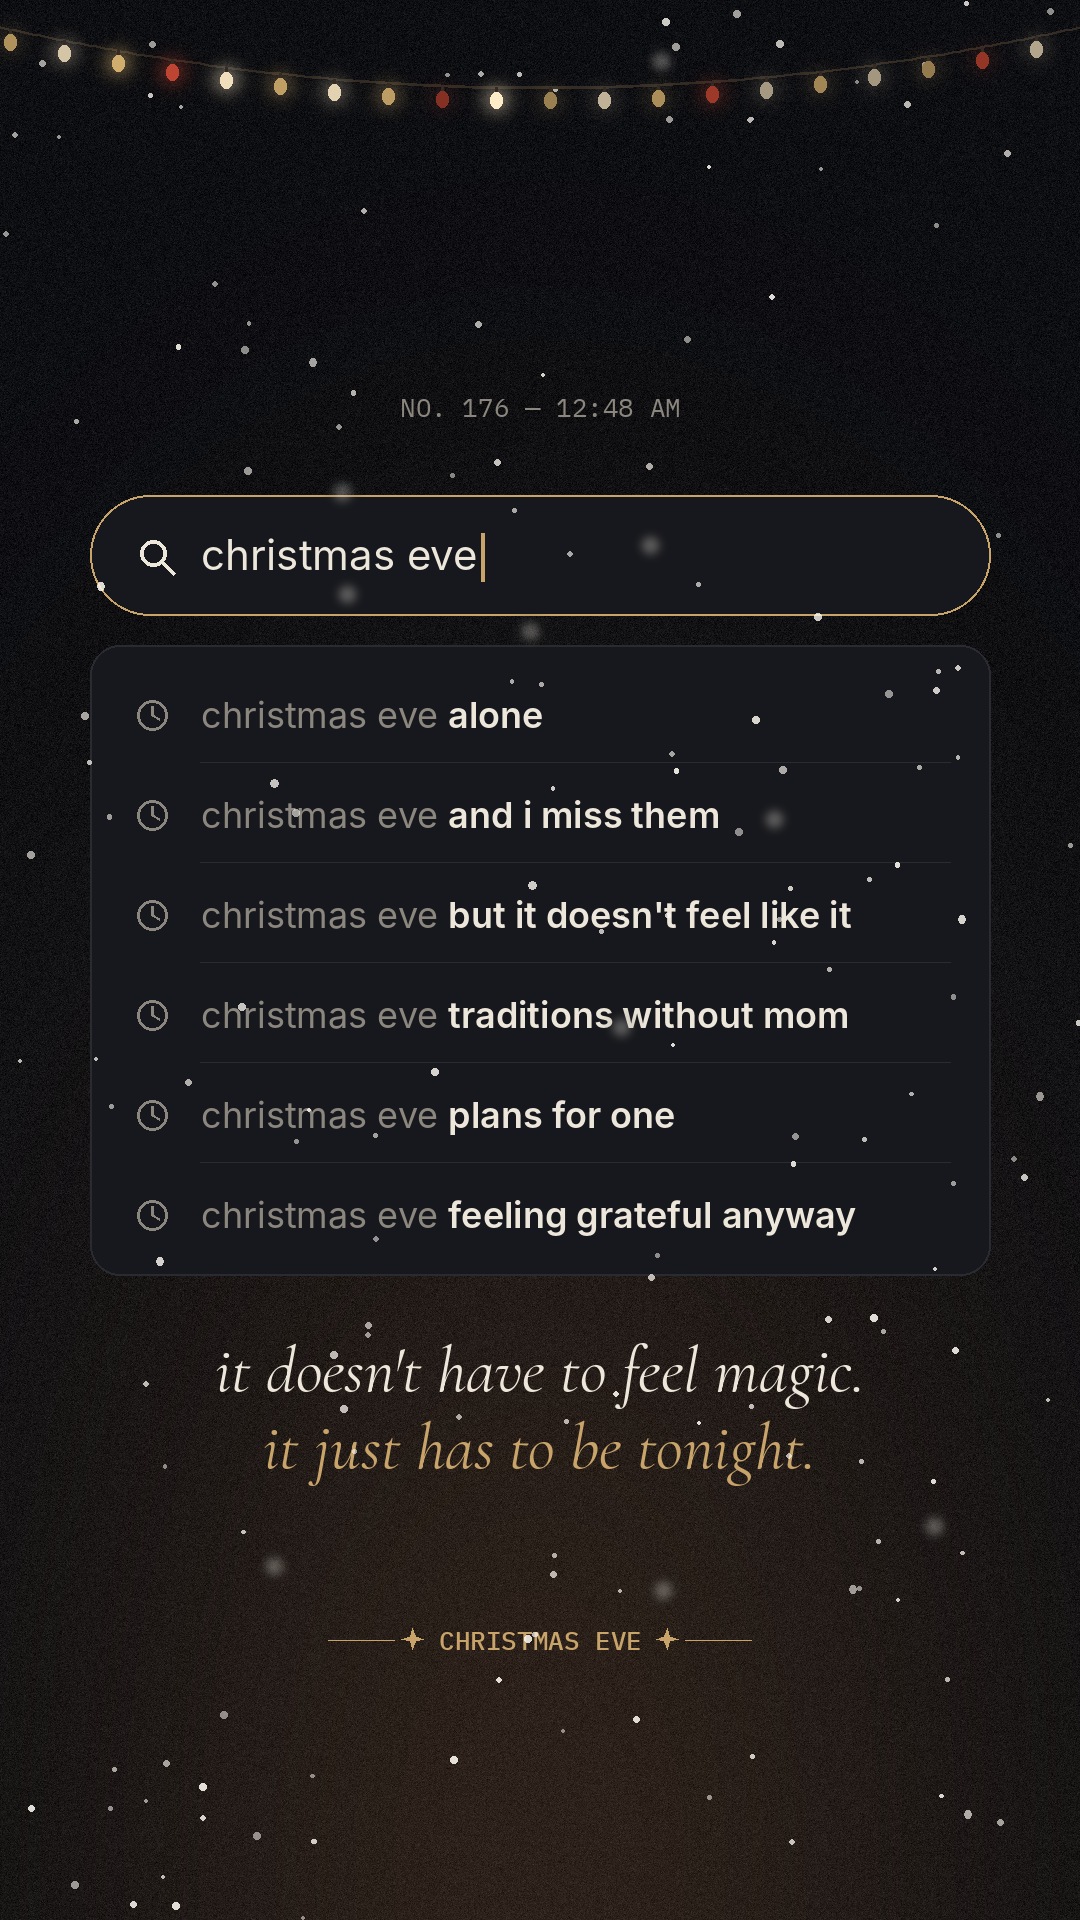 NO. 176 — 12:48 AM
christmas eve
christmas eve alone
christmas eve and i miss them
christmas eve but it doesn't feel like it
christmas eve traditions without mom
christmas eve plans for one
christmas eve feeling grateful anyway
it doesn't have to feel magic.
it just has to be tonight.
CHRISTMAS EVE